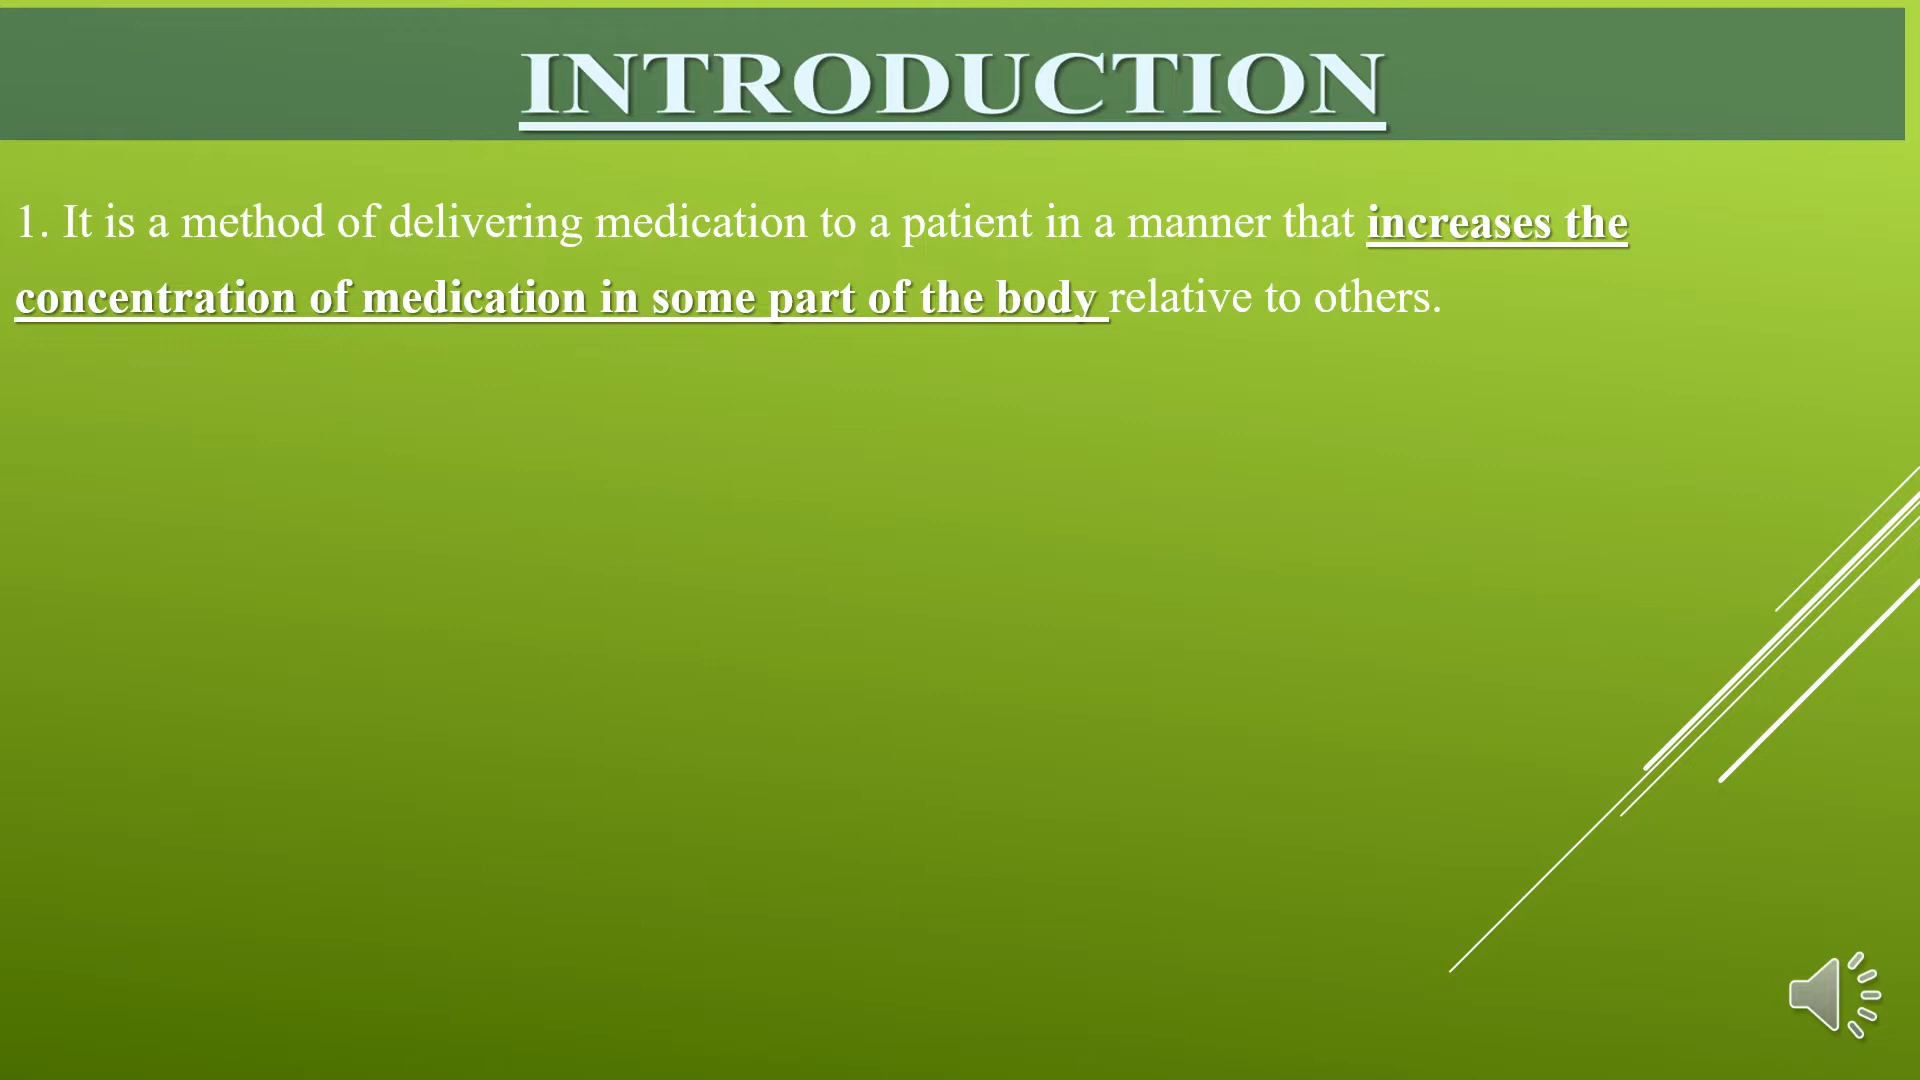 INTRODUCTION
1. It is a method of delivering medication to a patient in a manner that increases the
concentration of medication in some part of the body relative to others.